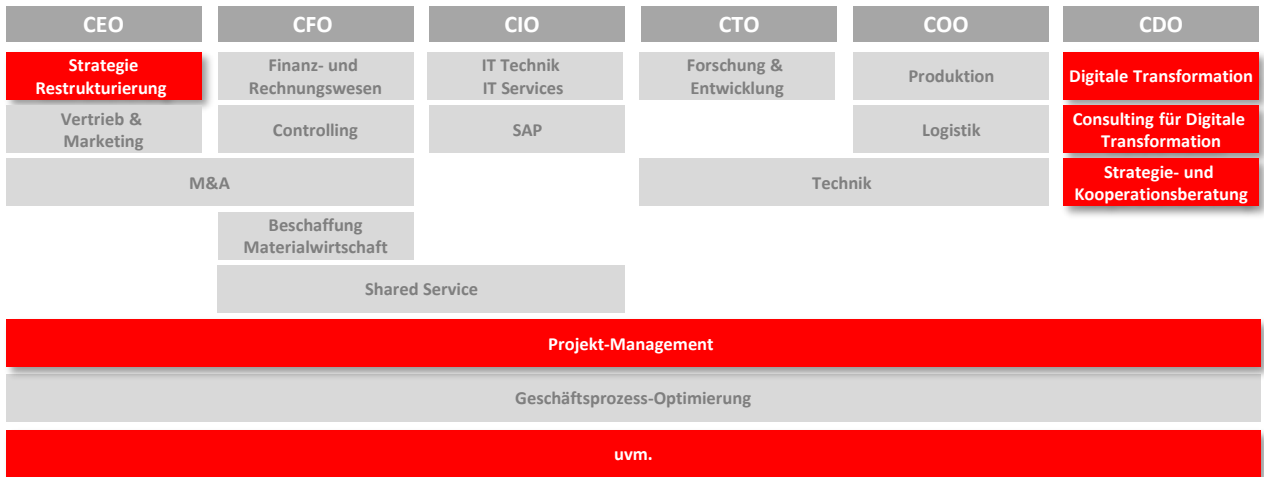 CEO
CFO
CIO
CTO
COO
CDO
Strategie
Restrukturierung
Finanz- und
Rechnungswesen
IT Technik
IT Services
Forschung &
Entwicklung
Produktion
Digitale Transformation
Vertrieb &
Marketing
Controlling
SAP
Logistik
Consulting für Digitale
Transformation
M&A
Technik
Strategie- und
Kooperationsberatung
Beschaffung
Materialwirtschaft
Shared Service
Projekt-Management
Geschäftsprozess-Optimierung
uvm.